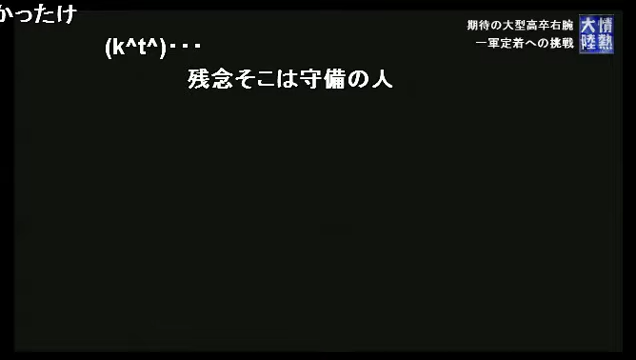 かったけ
期待の大型高卒右腕
一軍定着への挑戦
情熱
大陸
(k^t^)･･･
残念そこは守備の人